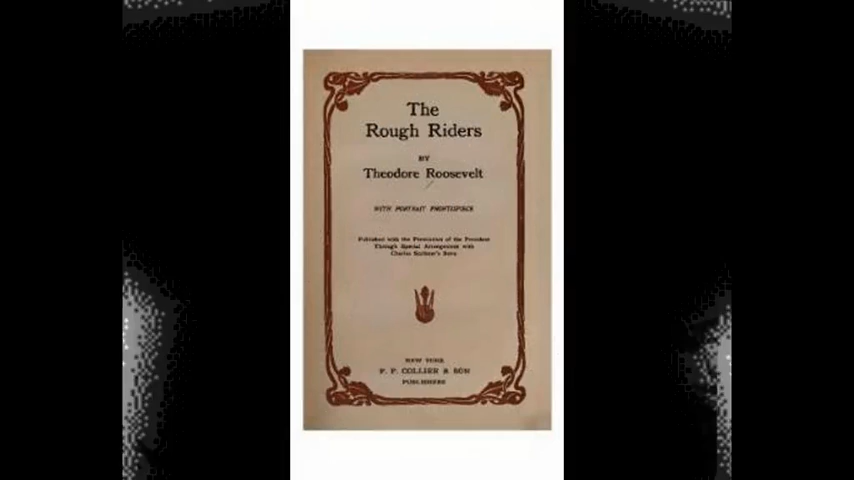 The
Rough Riders
BY
Theodore Roosevelt
WITH PORTRAIT FRONTISPIECE
Published with the Permission of the President
Through Special Arrangement with
Charles Scribner's Sons
NEW YORK
P. F. COLLIER & SON
PUBLISHERS